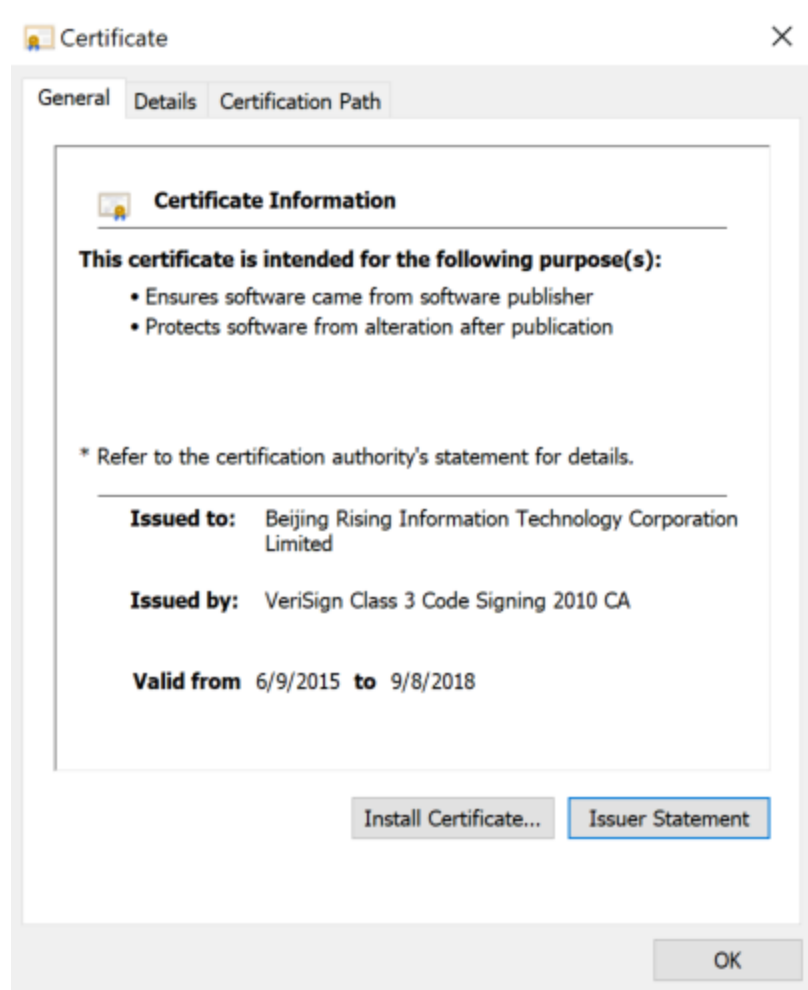 Certificate
General Details Certification Path
Certificate Information
This certificate is intended for the following purpose(s):
• Ensures software came from software publisher
• Protects software from alteration after publication
* Refer to the certification authority's statement for details.
Issued to: Beijing Rising Information Technology Corporation
Limited
Issued by: VeriSign Class 3 Code Signing 2010 CA
Valid from 6/9/2015 to 9/8/2018
Install Certificate... Issuer Statement
OK